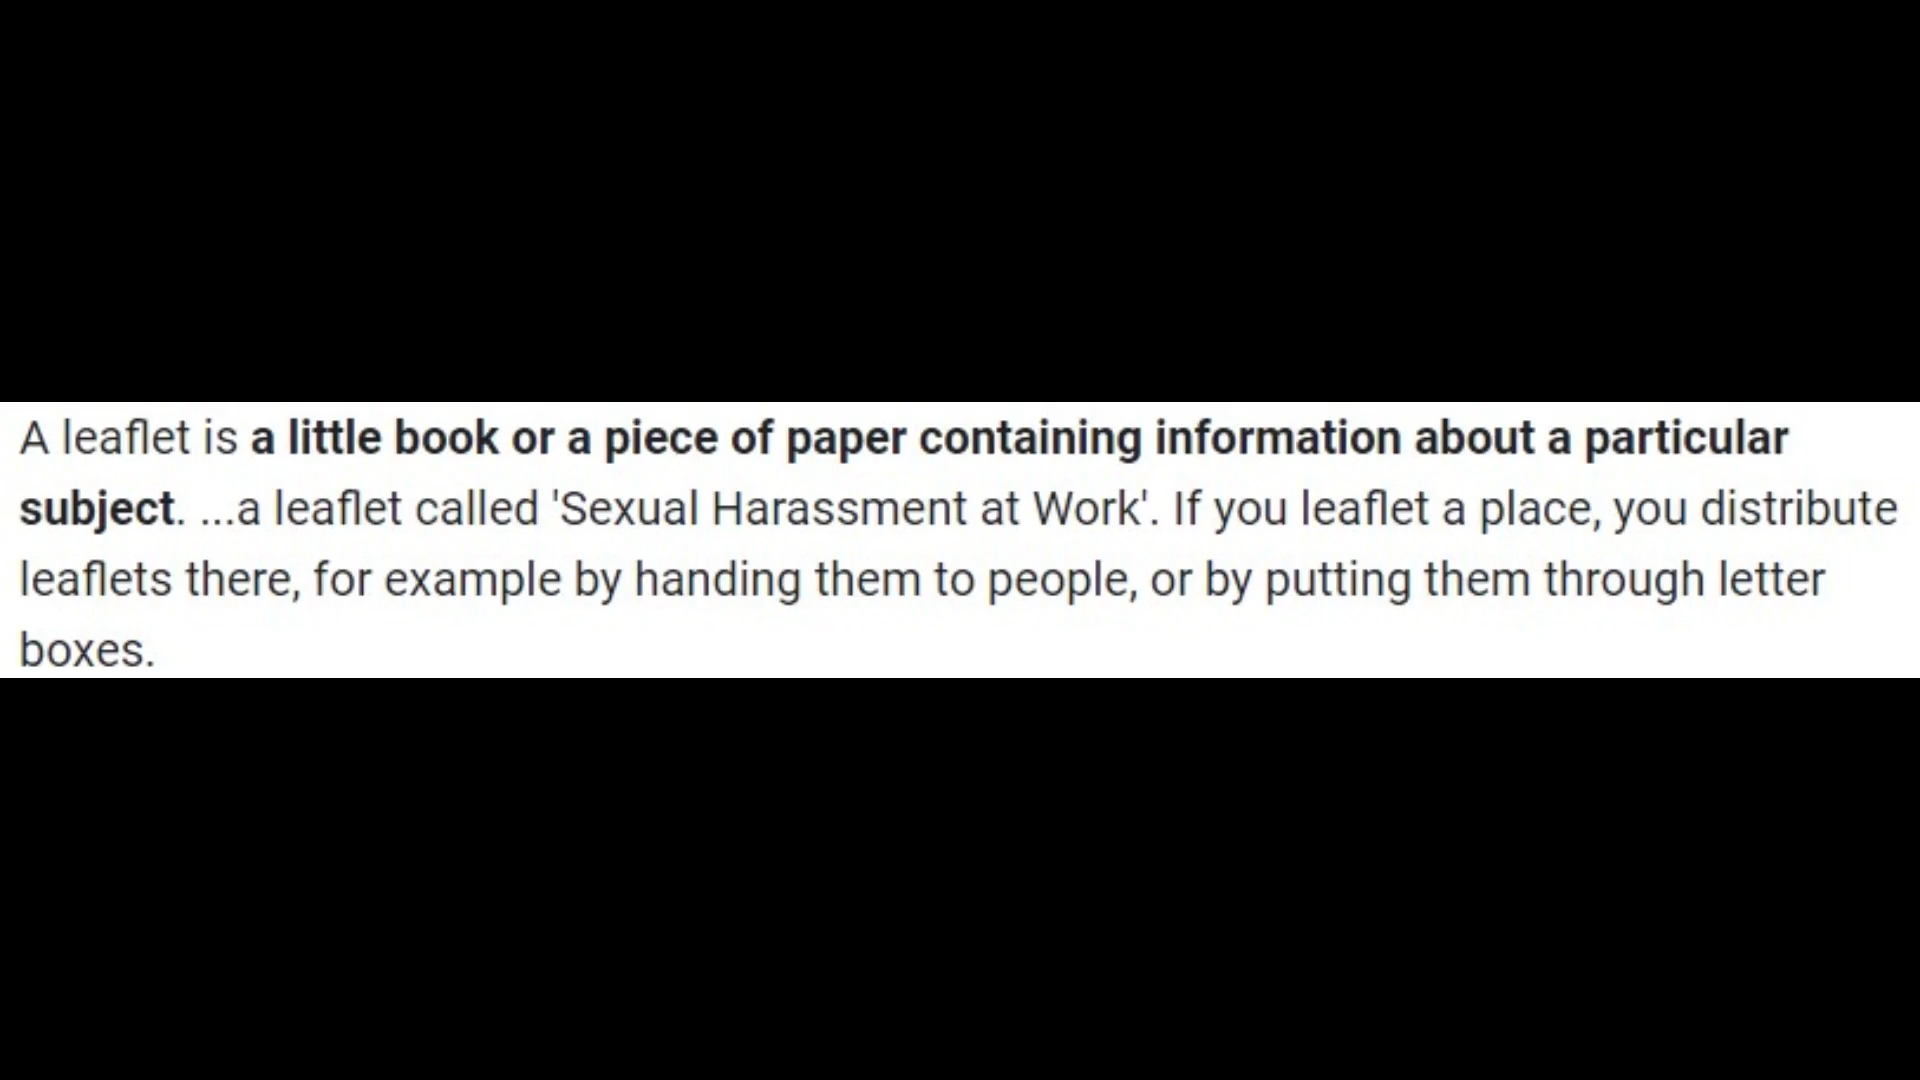 A leaflet is a little book or a piece of paper containing information about a particular
subject. ...a leaflet called 'Sexual Harassment at Work'. If you leaflet a place, you distribute
leaflets there, for example by handing them to people, or by putting them through letter
boxes.